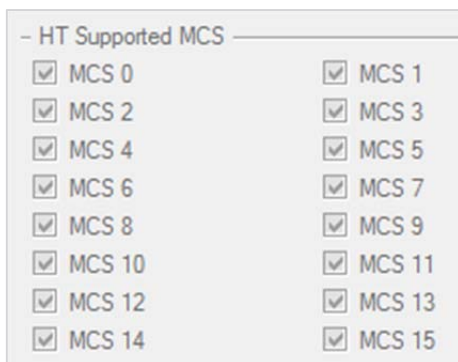 HT Supported MCS
MCS 0 MCS 1
MCS 2 MCS 3
MCS 4 MCS 5
MCS 6 MCS 7
MCS 8 MCS 9
MCS 10 MCS 11
MCS 12 MCS 13
MCS 14 MCS 15